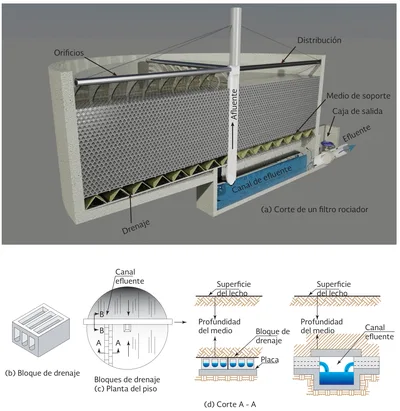 Distribución
Orificios
Medio de soporte
Caja de salida
Afluente
Efluente
Canal de efluente
(a) Corte de un filtro rociador
Drenaje
Canal
efluente
B
B
A
A
(b) Bloque de drenaje
Bloques de drenaje
(c) Planta del piso
Superficie
del lecho
Profundidad
del medio
Bloque de
drenaje
Placa
Superficie
del lecho
Profundidad
del medio
Canal
efluente
(d) Corte A - A